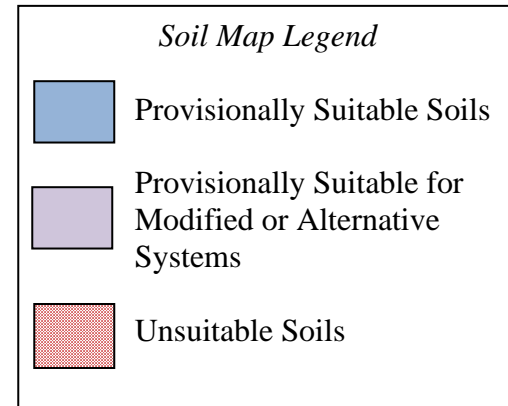 Soil Map Legend
Provisionally Suitable Soils
Provisionally Suitable for
Modified or Alternative
Systems
Unsuitable Soils